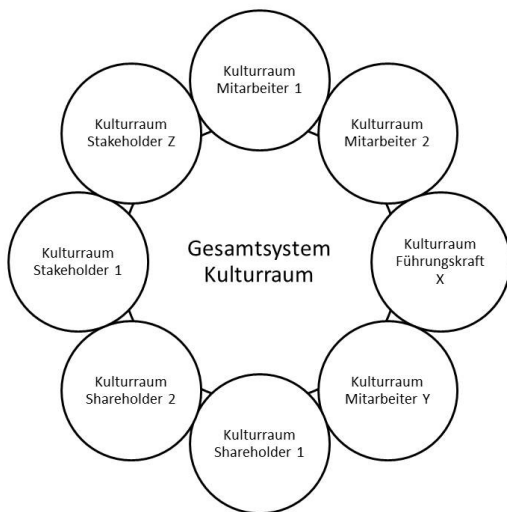 Kulturraum
Mitarbeiter 1
Kulturraum
Mitarbeiter 2
Kulturraum
Führungskraft
X
Kulturraum
Mitarbeiter Y
Kulturraum
Shareholder 1
Kulturraum
Shareholder 2
Kulturraum
Stakeholder 1
Kulturraum
Stakeholder Z
Gesamtsystem
Kulturraum